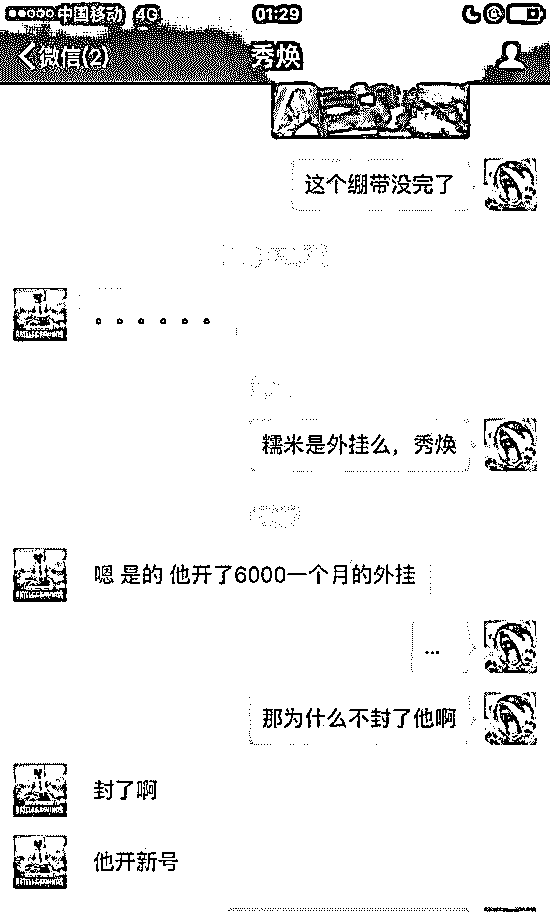 中国移动 4G 01:29
微信(2) 秀焕
这个绷带没完了
。。。。。。
糯米是外挂么，秀焕
嗯 是的 他开了6000一个月的外挂
...
那为什么不封了他啊
封了啊
他开新号